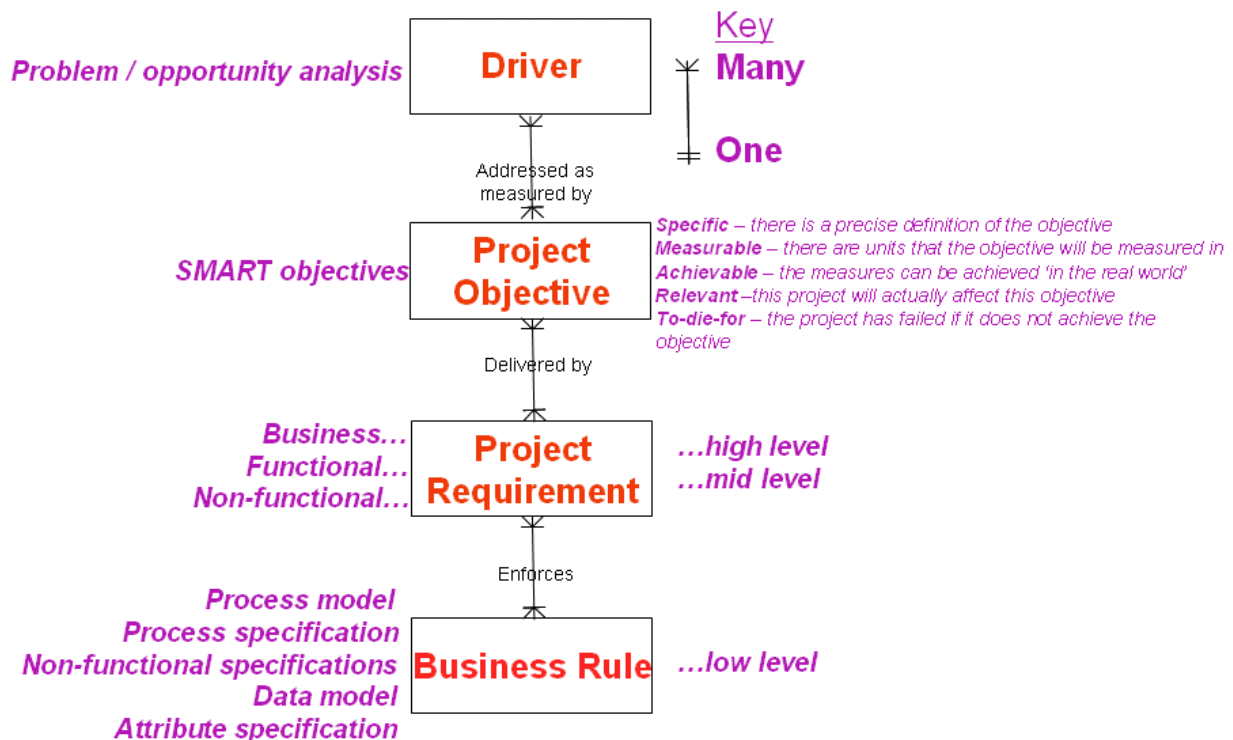 Key
Driver
Problem / opportunity analysis
Many
One
Addressed as
measured by
Specific – there is a precise definition of the objective
Measurable – there are units that the objective will be measured in
Achievable – the measures can be achieved 'in the real world'
Relevant –this project will actually affect this objective
To-die-for – the project has failed if it does not achieve the
objective
SMART objectives
Project
Objective
Delivered by
Business…
Functional…
Non-functional…
Project
Requirement
…high level
…mid level
Enforces
Process model
Process specification
Non-functional specifications
Data model
Attribute specification
Business Rule
…low level